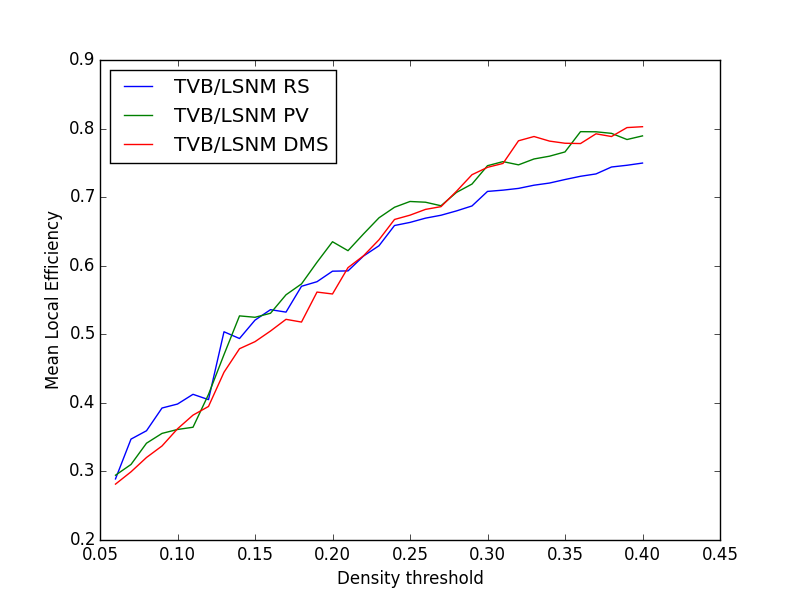 TVB/LSNM RS
TVB/LSNM PV
TVB/LSNM DMS
Mean Local Efficiency
0.9
0.8
0.7
0.6
0.5
0.4
0.3
0.2
0.05 0.10 0.15 0.20 0.25 0.30 0.35 0.40 0.45
Density threshold